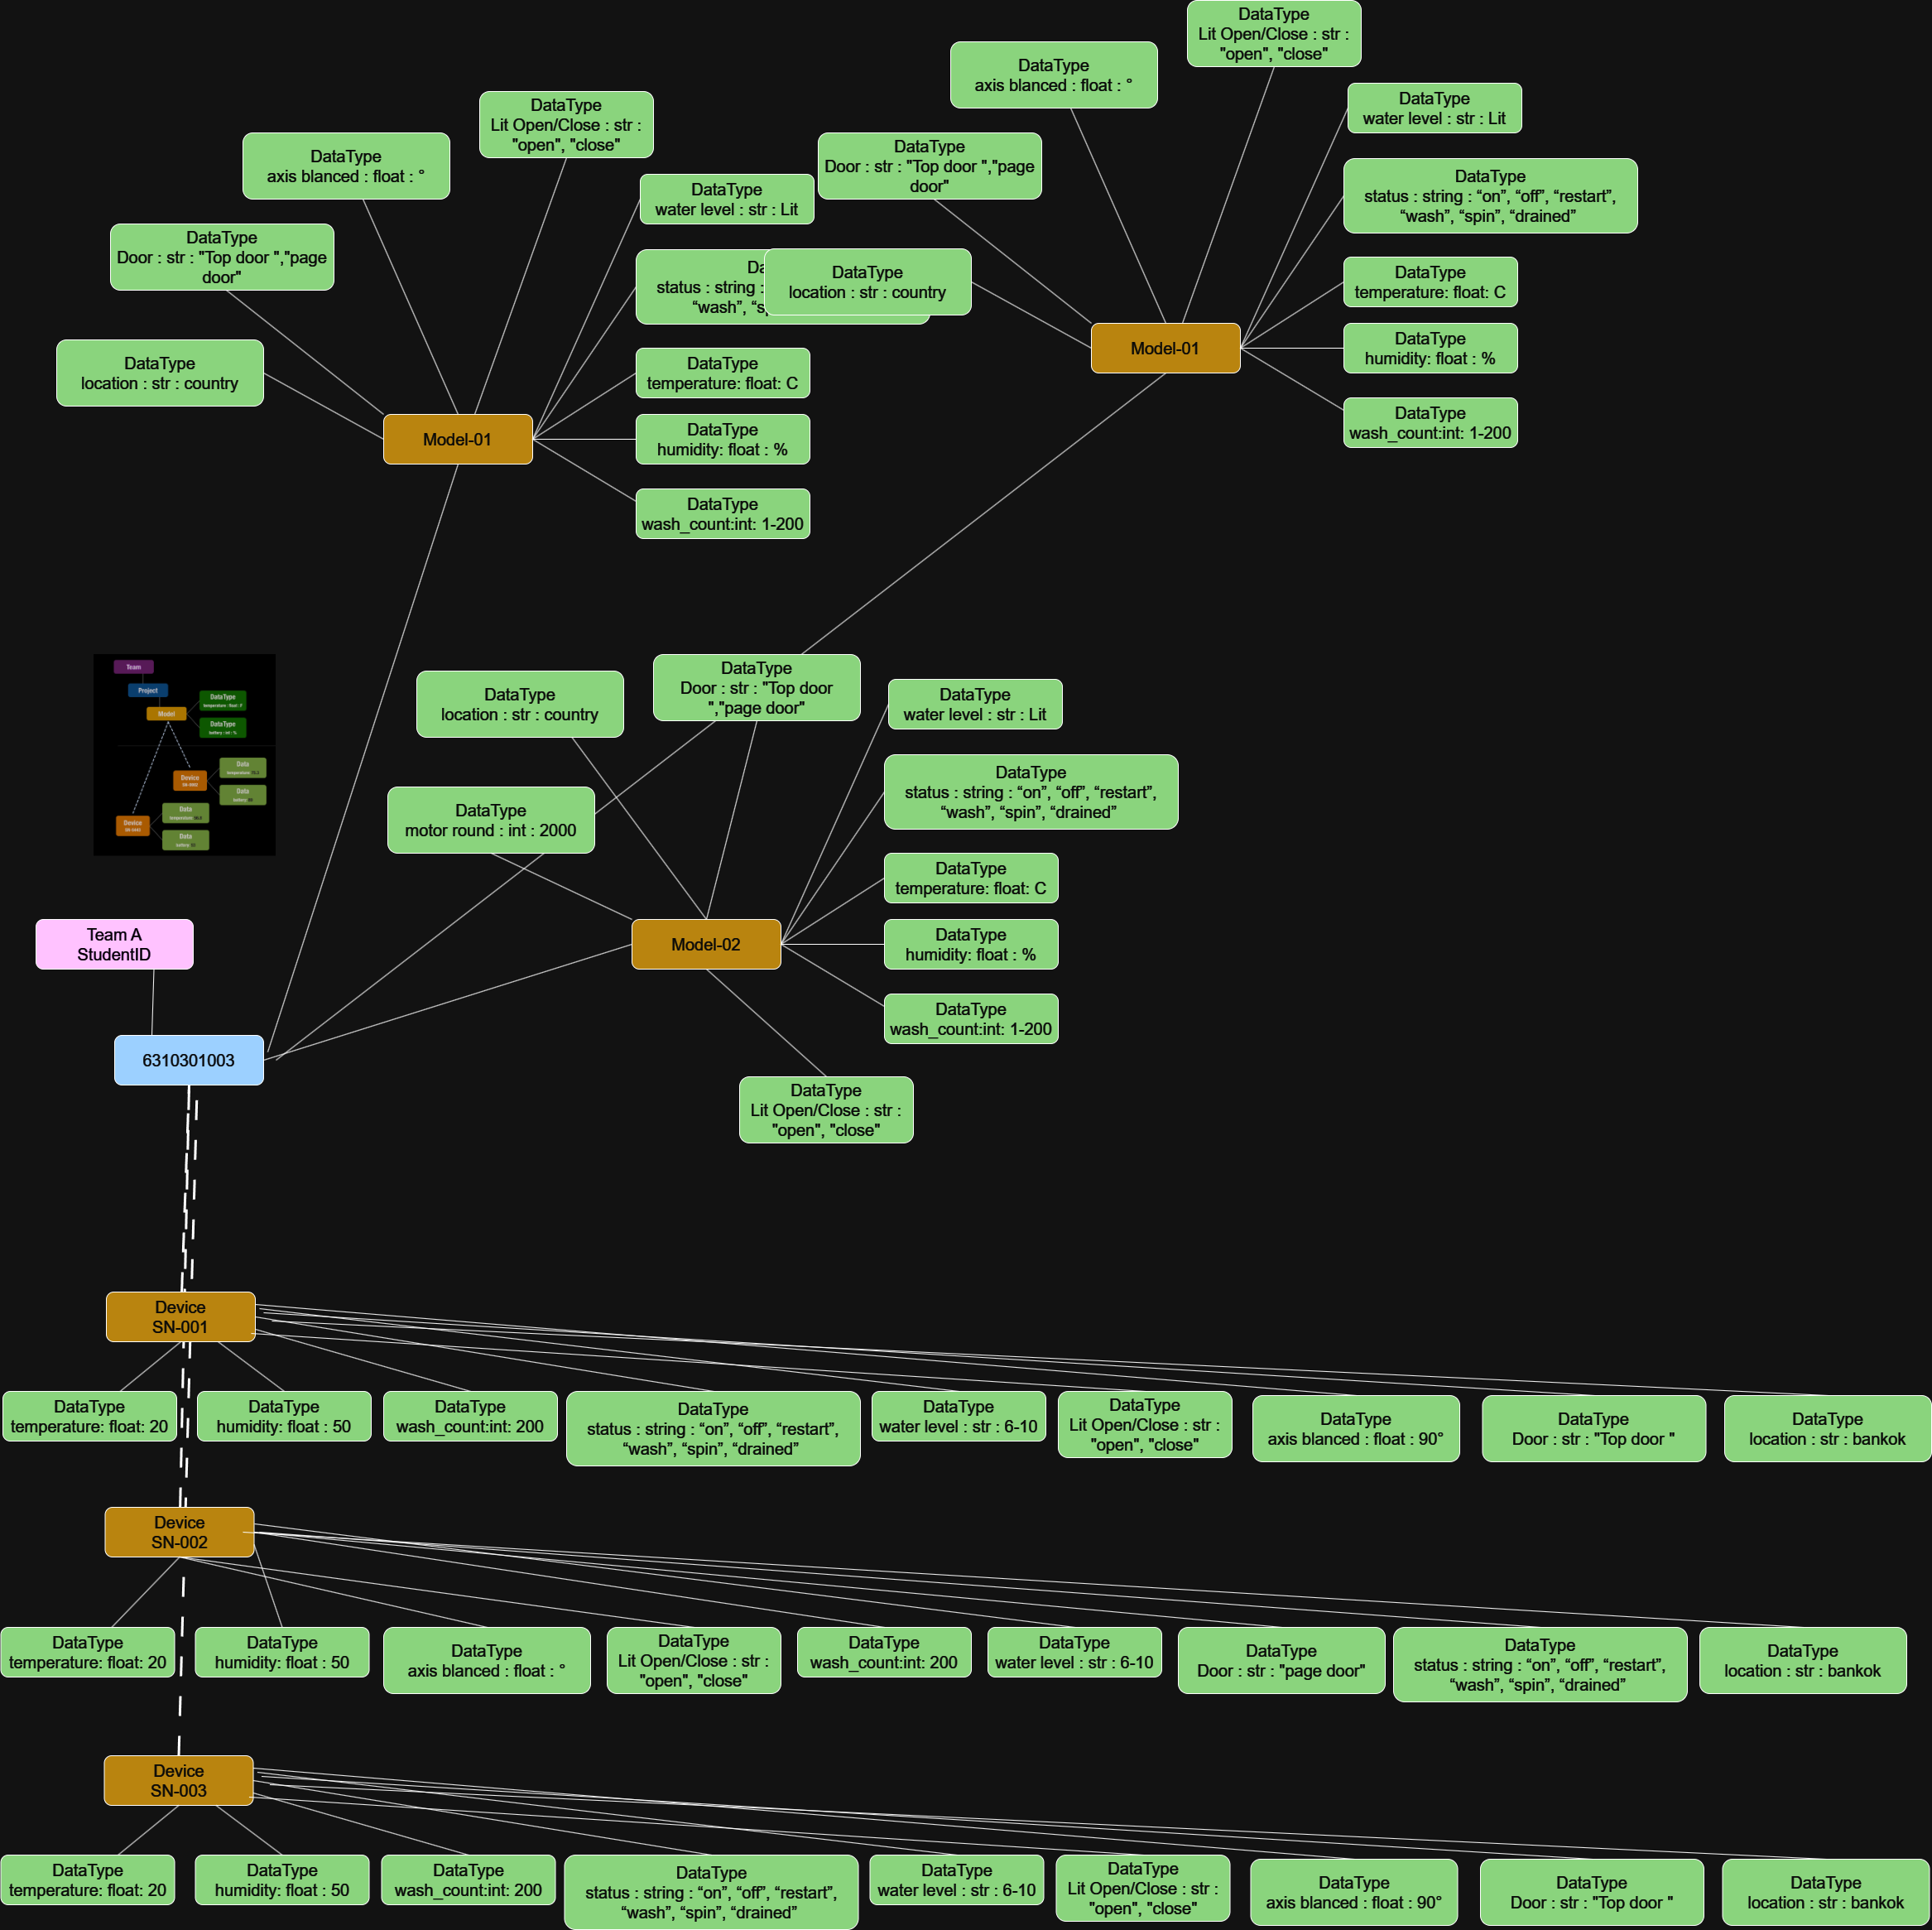 DataType
Lit Open/Close : str :
"open", "close"
DataType
axis blanced : float : °
DataType
water level : str : Lit
DataType
Door : str : "Top door ","page
door"
DataType
status : string : “on”, “off”, “restart”,
“wash”, “spin”, “drained”
DataType
location : str : country
DataType
temperature: float: C
Model-01
DataType
humidity: float : %
DataType
wash_count:int: 1-200
DataType
Lit Open/Close : str :
"open", "close"
DataType
axis blanced : float : °
DataType
water level : str : Lit
DataType
Door : str : "Top door ","page
door"
status : string :
“wash”,
DataType
location : str : country
DataType
temperature: float: C
Model-01
DataType
humidity: float : %
DataType
wash_count:int: 1-200
Team
Project
Model
DataType
temperature : float : F
DataType
battery : int : %
Device
SN-0002
Data
temperature:
Data
battery:
Device
Data
temperature:
Data
battery:
DataType
location : str : country
DataType
Door : str : "Top door
","page door"
DataType
water level : str : Lit
DataType
motor round : int : 2000
DataType
status : string : “on”, “off”, “restart”,
“wash”, “spin”, “drained”
DataType
temperature: float: C
Model-02
DataType
humidity: float : %
DataType
wash_count:int: 1-200
DataType
Lit Open/Close : str :
"open", "close"
Team A
StudentID
6310301003
Device
SN-001
DataType
temperature: float: 20
DataType
humidity: float : 50
DataType
wash_count:int: 200
DataType
status : string : “on”, “off”, “restart”,
“wash”, “spin”, “drained”
DataType
water level : str : 6-10
DataType
Lit Open/Close : str :
"open", "close"
DataType
axis blanced : float : 90°
DataType
Door : str : "Top door "
DataType
location : str : bankok
Device
SN-002
DataType
temperature: float: 20
DataType
humidity: float : 50
DataType
axis blanced : float : °
DataType
Lit Open/Close : str :
"open", "close"
DataType
wash_count:int: 200
DataType
water level : str : 6-10
DataType
Door : str : "page door"
DataType
status : string : “on”, “off”, “restart”,
“wash”, “spin”, “drained”
DataType
location : str : bankok
Device
SN-003
DataType
temperature: float: 20
DataType
humidity: float : 50
DataType
wash_count:int: 200
DataType
status : string : “on”, “off”, “restart”,
“wash”, “spin”, “drained”
DataType
water level : str : 6-10
DataType
Lit Open/Close : str :
"open", "close"
DataType
axis blanced : float : 90°
DataType
Door : str : "Top door "
DataType
location : str : bankok